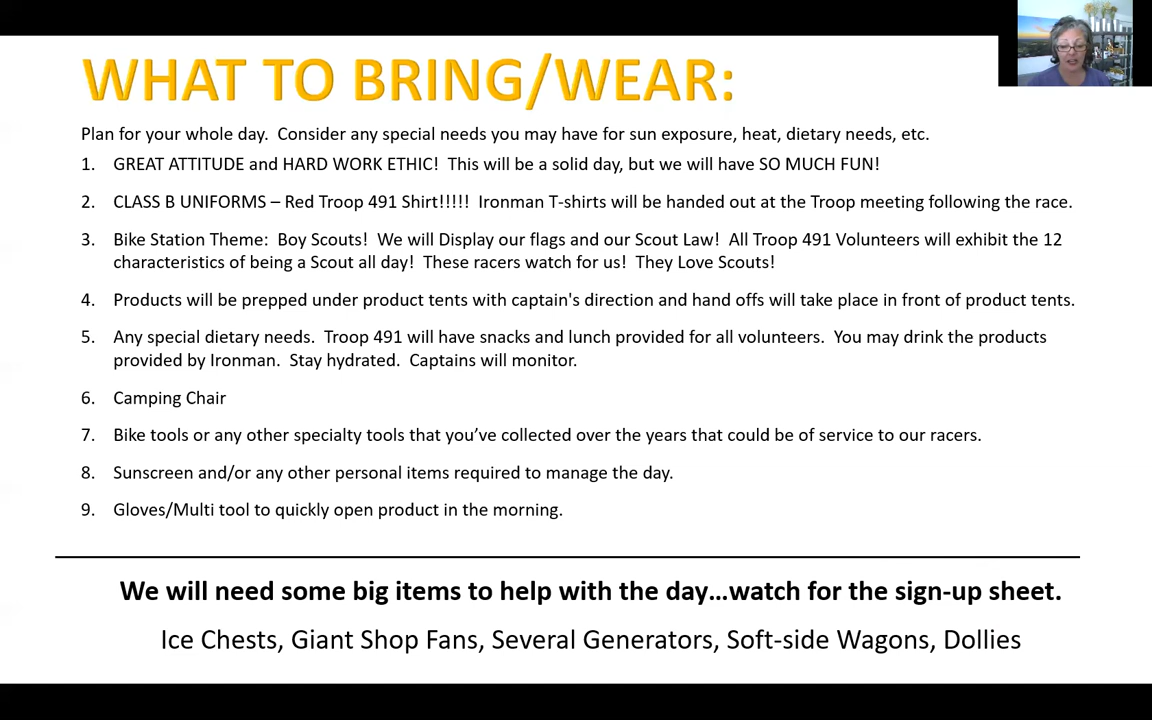 WHAT TO BRING/WEAR:
Plan for your whole day.  Consider any special needs you may have for sun exposure, heat, dietary needs, etc.
1. GREAT ATTITUDE and HARD WORK ETHIC!  This will be a solid day, but we will have SO MUCH FUN!
2. CLASS B UNIFORMS – Red Troop 491 Shirt!!!!!  Ironman T-shirts will be handed out at the Troop meeting following the race.
3. Bike Station Theme:  Boy Scouts!  We will Display our flags and our Scout Law!  All Troop 491 Volunteers will exhibit the 12
characteristics of being a Scout all day!  These racers watch for us!  They Love Scouts!
4. Products will be prepped under product tents with captain's direction and hand offs will take place in front of product tents.
5. Any special dietary needs.  Troop 491 will have snacks and lunch provided for all volunteers.  You may drink the products
provided by Ironman.  Stay hydrated.  Captains will monitor.
6. Camping Chair
7. Bike tools or any other specialty tools that you’ve collected over the years that could be of service to our racers.
8. Sunscreen and/or any other personal items required to manage the day.
9. Gloves/Multi tool to quickly open product in the morning.
We will need some big items to help with the day…watch for the sign-up sheet.
Ice Chests, Giant Shop Fans, Several Generators, Soft-side Wagons, Dollies